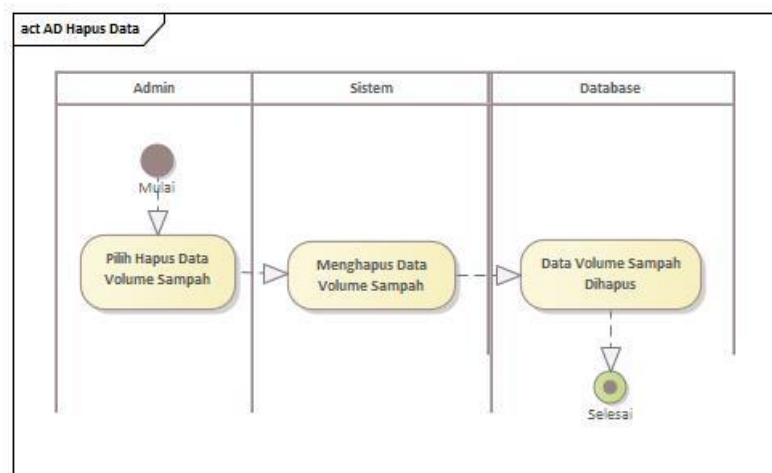 act AD Hapus Data
Admin
Sistem
Database
Mulai
Pilih Hapus Data
Volume Sampah
Menghapus Data
Volume Sampah
Data Volume Sampah
Dihapus
Selesai